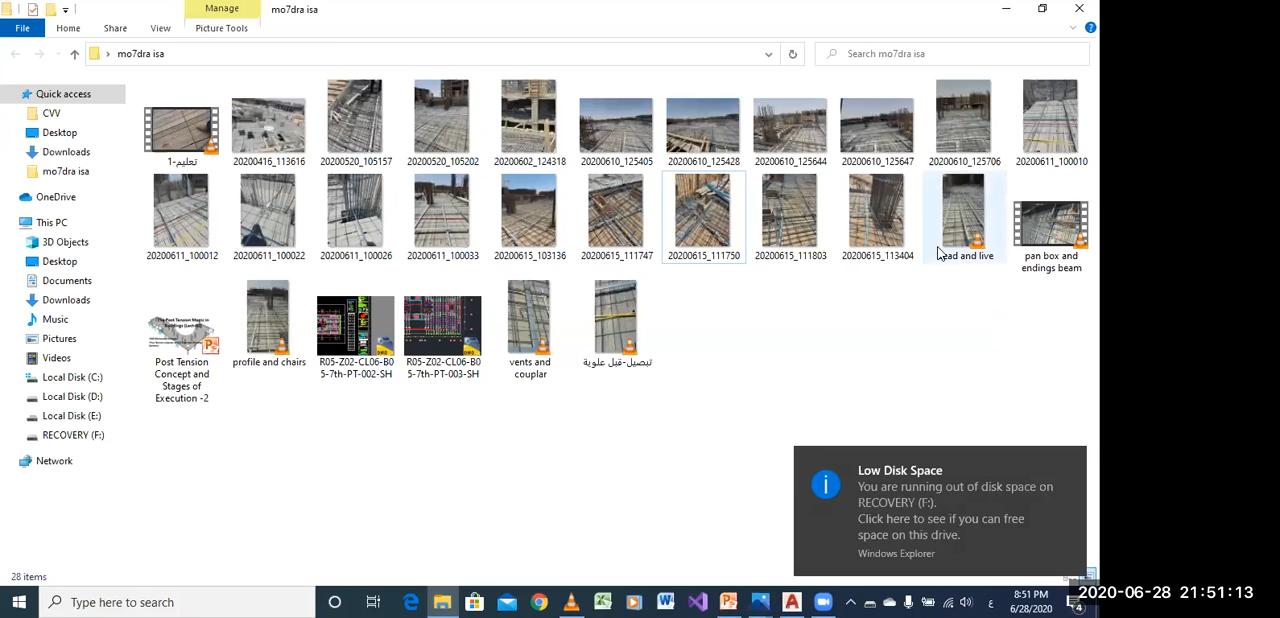 Manage
mo7dra isa
File
Home
Share
View
Picture Tools
mo7dra isa
Search mo7dra isa
Quick access
CVV
Desktop
Downloads
mo7dra isa
OneDrive
This PC
3D Objects
Desktop
Documents
Downloads
Music
Pictures
Videos
Local Disk (C:)
Local Disk (D:)
Local Disk (E:)
RECOVERY (F:)
Network
تعليم-1
20200416_113616
20200520_105157
20200520_105202
20200602_124318
20200610_125405
20200610_125428
20200610_125644
20200610_125647
20200610_125706
20200611_100010
20200611_100012
20200611_100022
20200611_100026
20200611_100033
20200615_103136
20200615_111747
20200615_111750
20200615_111803
20200615_113404
ead and live
pan box and
endings beam
Post Tension
Concept and
Stages of
Execution -2
profile and chairs
R05-Z02-CL06-B0
5-7th-PT-002-SH
R05-Z02-CL06-B0
5-7th-PT-003-SH
vents and
couplar
تبصيل-قبل علوية
Low Disk Space
You are running out of disk space on
RECOVERY (F:).
Click here to see if you can free
space on this drive.
Windows Explorer
28 items
Type here to search
ع
8:51 PM
6/28/2020
4
2020-06-28 21:51:13